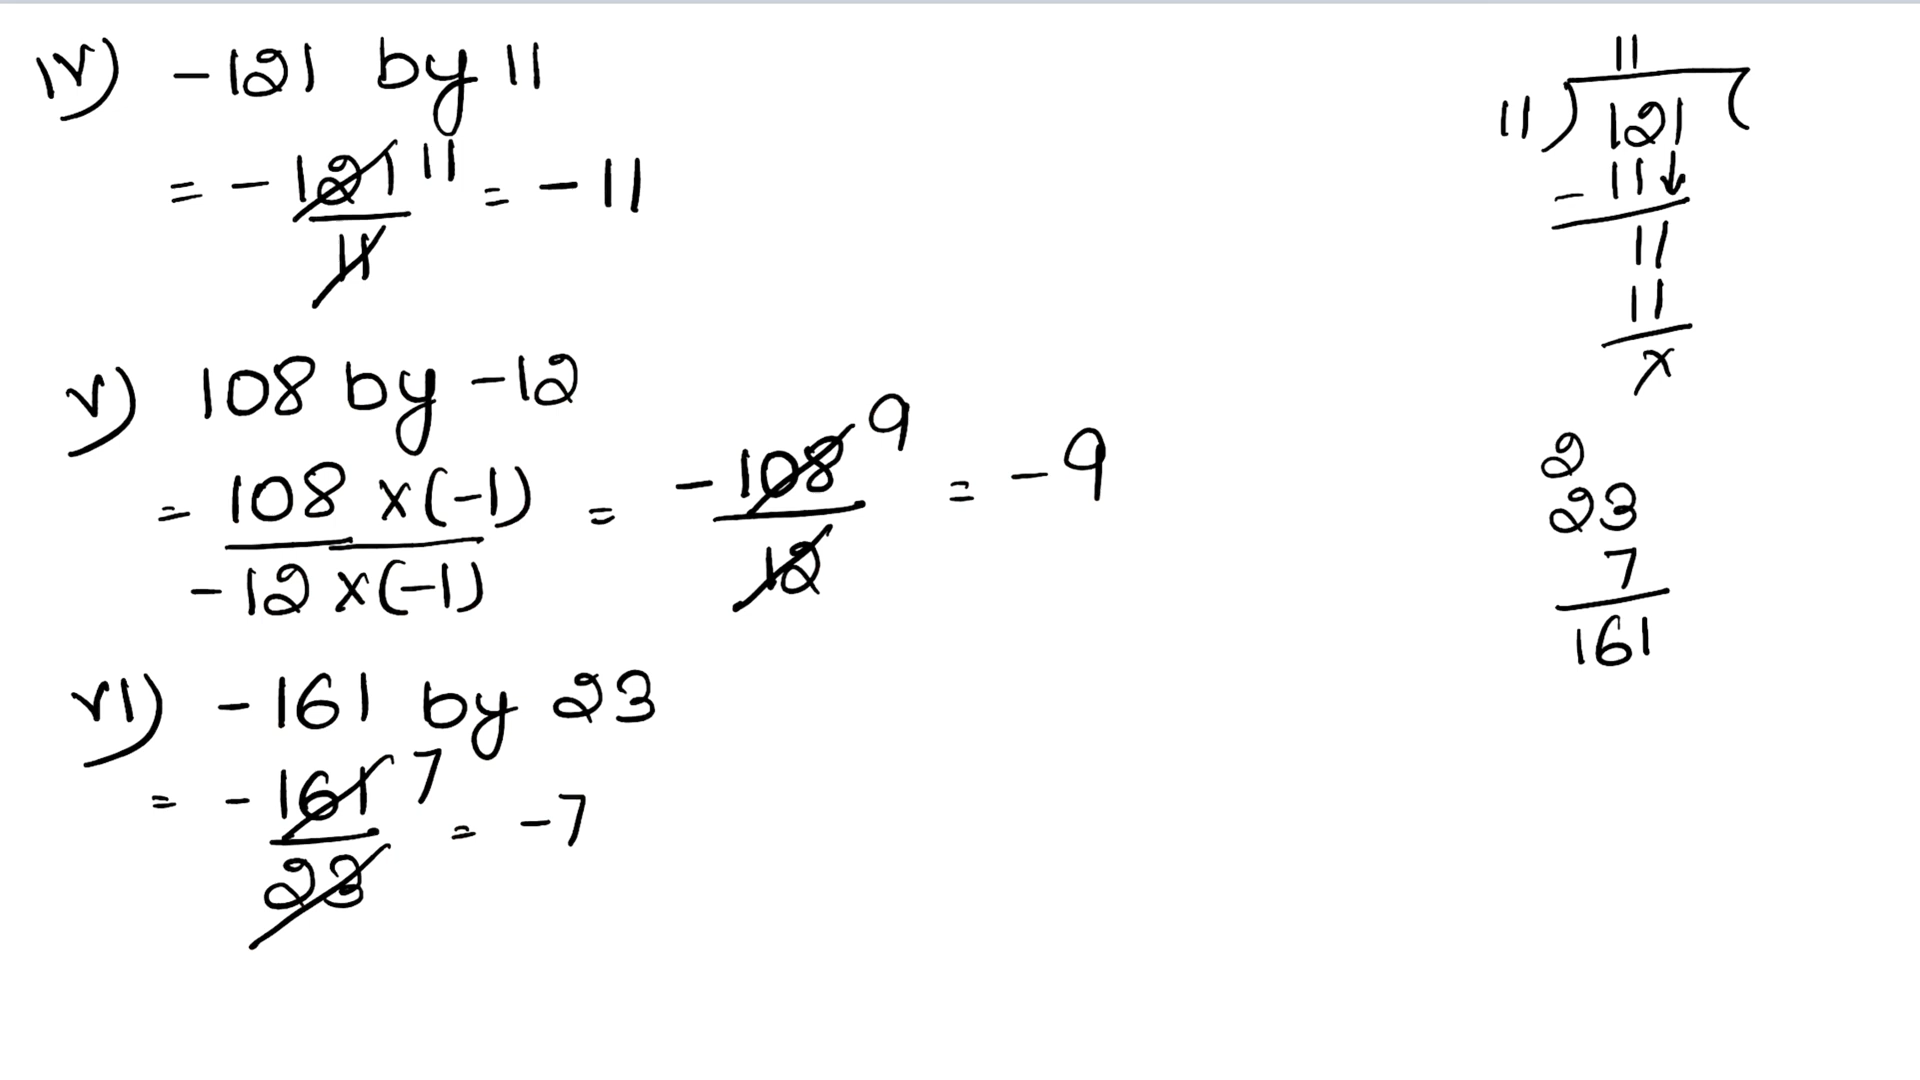 iv) -121 by 11
= -121/11 11 = -11
v) 108 by -12
= 108 x(-1)/-12 x(-1) = -108/12 9 = -9
vi) -161 by 23
= -161/23 7 = -7
11
11) 121 (
-11↓
11
11
x
2
23
7
161